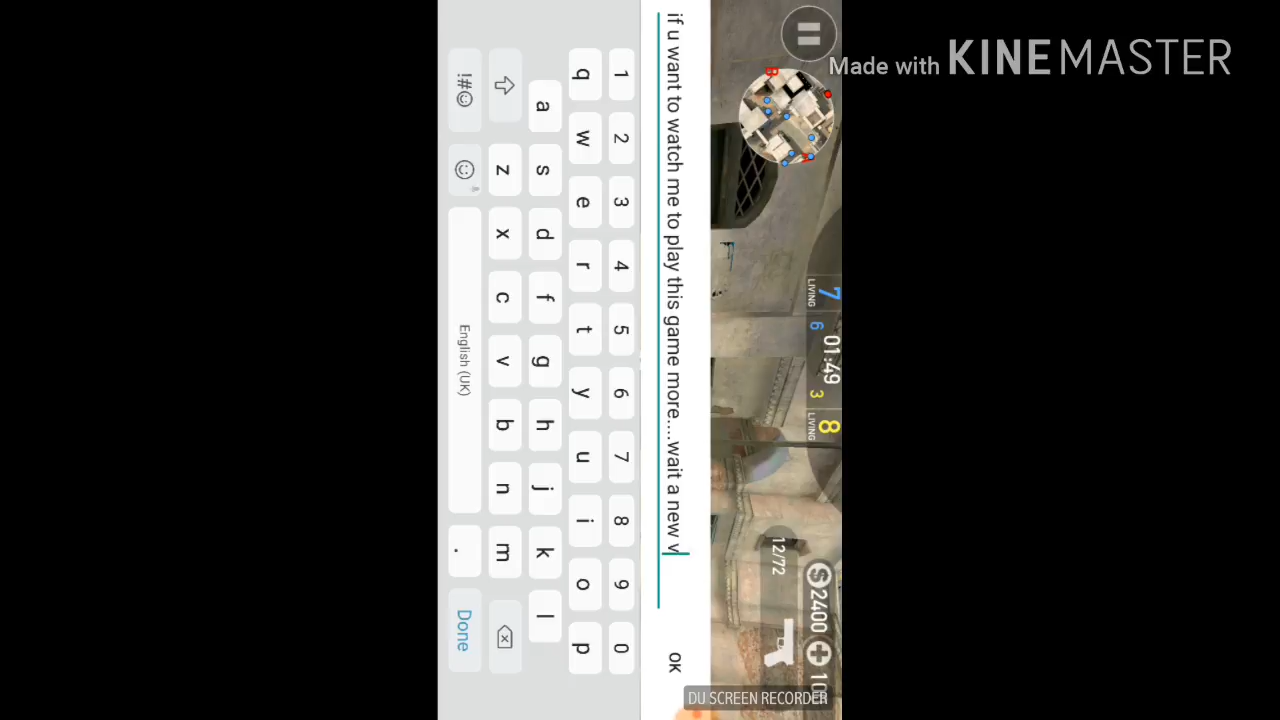 Made with KINEMASTER
7 LIVING
01:49
6 3
8 LIVING
$ 2400
12/72
if u want to watch me to play this game more....wait a new v
OK
1 2 3 4 5 6 7 8 9 0
q w e r t y u i o p
a s d f g h j k l
z x c v b n m
!#☺ English (UK) . Done
DU SCREEN RECORDER